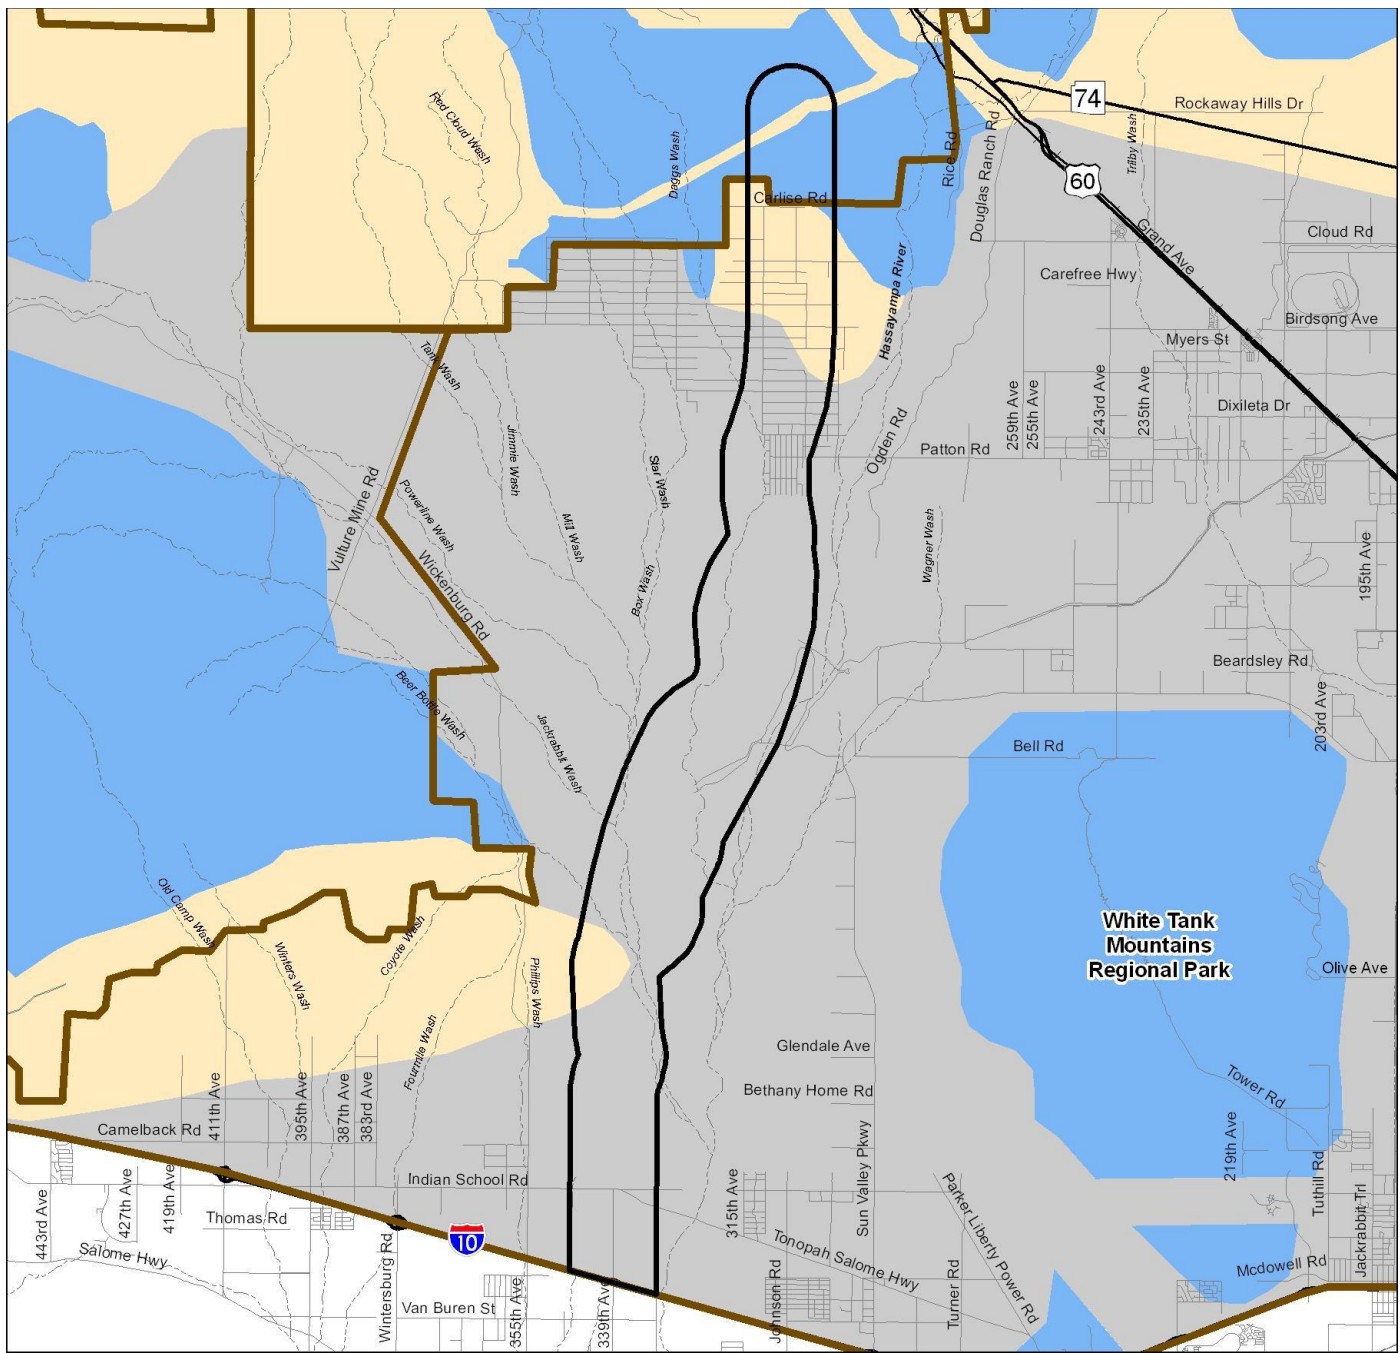 74
Rockaway Hills Dr
Red Cloud Wash
Daggs Wash
Trilby Wash
Rice Rd
Douglas Ranch Rd
60
Carlise Rd
Grand Ave
Cloud Rd
Hassayampa River
Carefree Hwy
Birdsong Ave
Myers St
Tank Wash
259th Ave
255th Ave
243rd Ave
235th Ave
Dixileta Dr
Jimmie Wash
Star Wash
Ogden Rd
Patton Rd
Vulture Mine Rd
Powerline Wash
Mill Wash
Wagner Wash
195th Ave
Wickenburg Rd
Box Wash
Beardsley Rd
Beer Bottle Wash
203rd Ave
Jackrabbit Wash
Bell Rd
Old Camp Wash
Winters Wash
Coyote Wash
Phillips Wash
White Tank
Mountains
Regional Park
Olive Ave
Fourmile Wash
Glendale Ave
Bethany Home Rd
Tower Rd
411th Ave
395th Ave
387th Ave
383rd Ave
Camelback Rd
219th Ave
Sun Valley Pkwy
Indian School Rd
443rd Ave
427th Ave
419th Ave
Thomas Rd
315th Ave
Parker Liberty Power Rd
Tuthill Rd
Jackrabbit Trl
10
Salome Hwy
Tonopah Salome Hwy
Mcdowell Rd
Wintersburg Rd
Van Buren St
355th Ave
339th Ave
Johnson Rd
Turner Rd